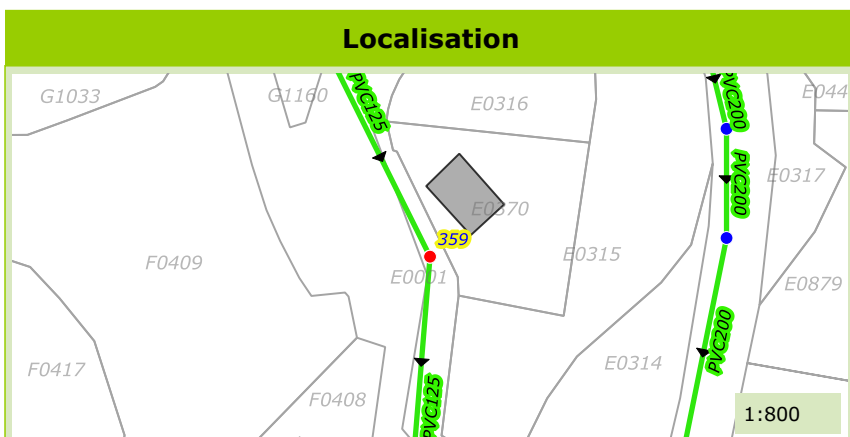 Localisation
G1033
G1160
PVC125
E0316
PVC200
E044
PVC200
E0317
E0370
359
E0315
F0409
E0001
E0879
PVC200
F0417
E0314
F0408
PVC125
1:800